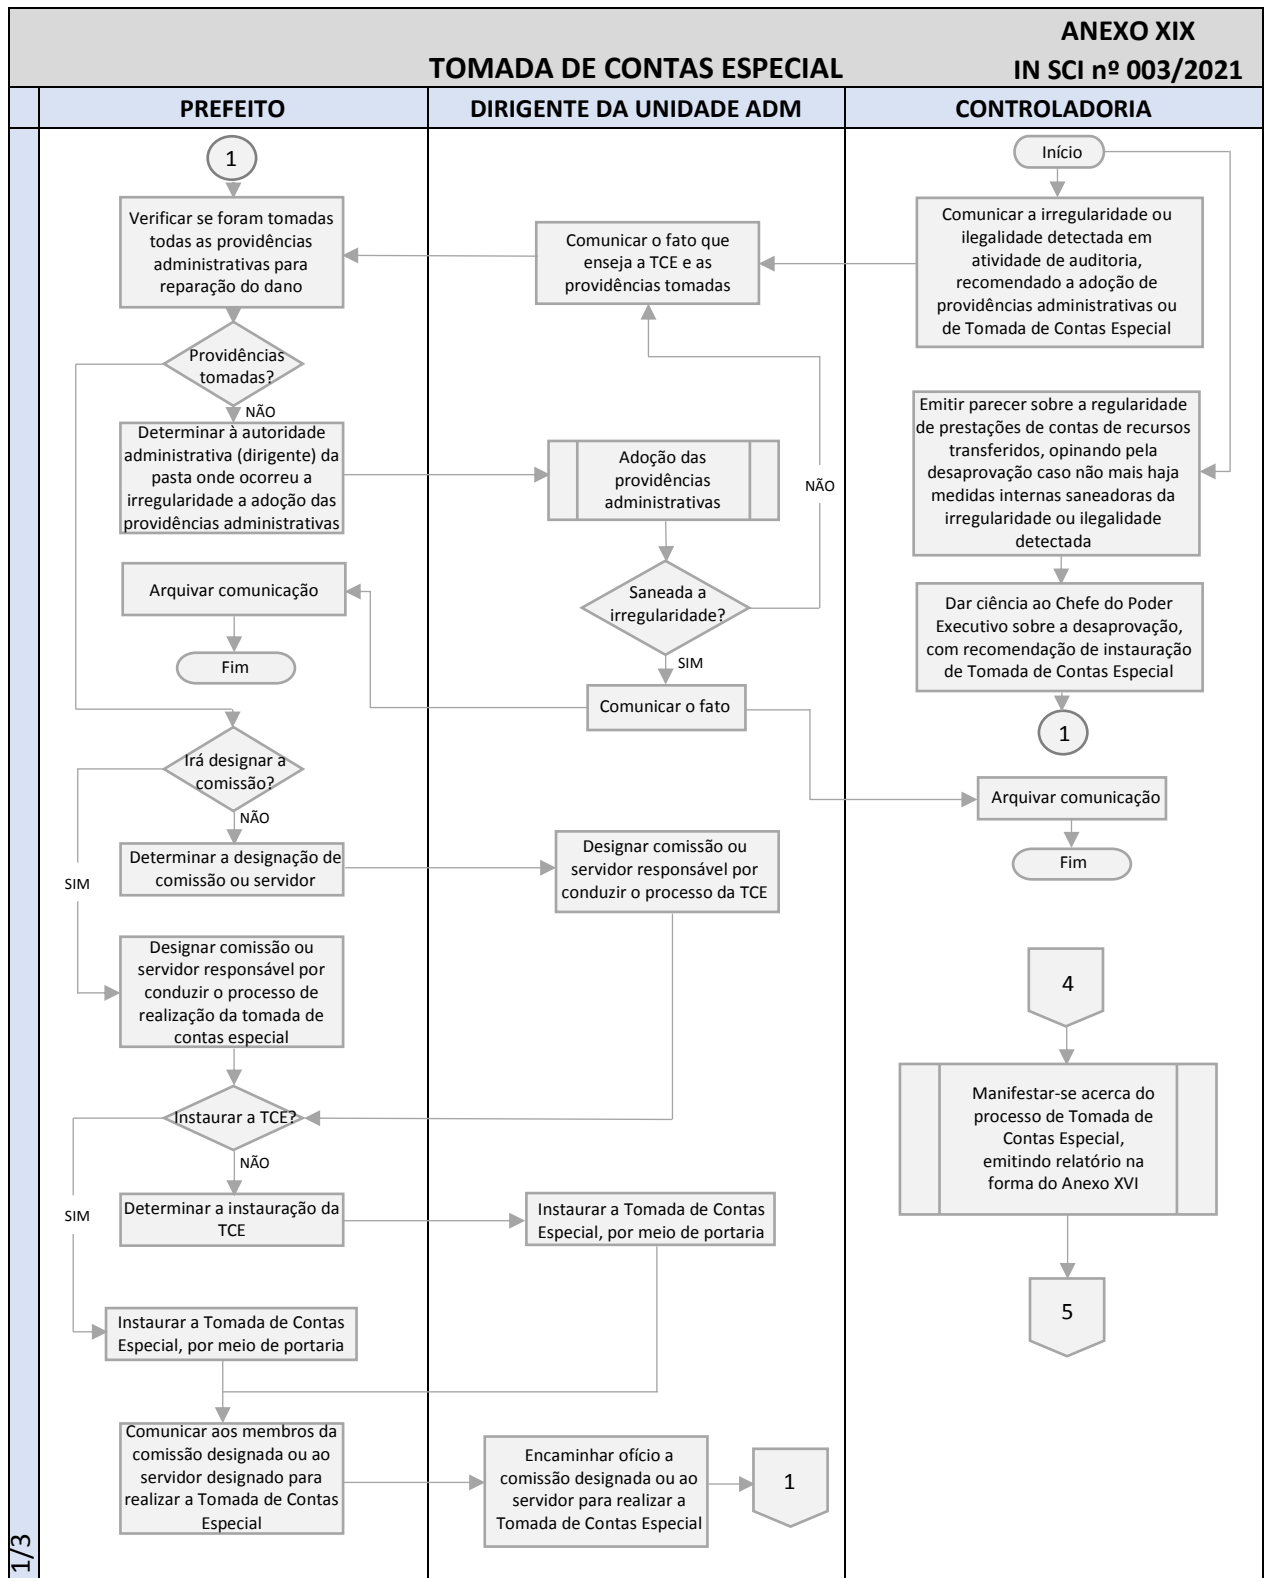 ANEXO XIX
TOMADA DE CONTAS ESPECIAL
IN SCI nº 003/2021
PREFEITO
DIRIGENTE DA UNIDADE ADM
CONTROLADORIA
1
Verificar se foram tomadas
todas as providências
administrativas para
reparação do dano
Providências
tomadas?
NÃO
Determinar à autoridade
administrativa (dirigente) da
pasta onde ocorreu a
irregularidade a adoção das
providências administrativas
Arquivar comunicação
Fim
Irá designar a
comissão?
NÃO
SIM
Determinar a designação de
comissão ou servidor
Designar comissão ou
servidor responsável por
conduzir o processo de
realização da tomada de
contas especial
Instaurar a TCE?
NÃO
SIM
Determinar a instauração da
TCE
Instaurar a Tomada de Contas
Especial, por meio de portaria
Comunicar aos membros da
comissão designada ou ao
servidor designado para
realizar a Tomada de Contas
Especial
Comunicar o fato que
enseja a TCE e as
providências tomadas
Adoção das
providências
administrativas
NÃO
Saneada a
irregularidade?
SIM
Comunicar o fato
Designar comissão ou
servidor responsável por
conduzir o processo da TCE
Instaurar a Tomada de Contas
Especial, por meio de portaria
Encaminhar ofício a
comissão designada ou ao
servidor para realizar a
Tomada de Contas Especial
1
Início
Comunicar a irregularidade ou
ilegalidade detectada em
atividade de auditoria,
recomendado a adoção de
providências administrativas ou
de Tomada de Contas Especial
Emitir parecer sobre a regularidade
de prestações de contas de recursos
transferidos, opinando pela
desaprovação caso não mais haja
medidas internas saneadoras da
irregularidade ou ilegalidade
detectada
Dar ciência ao Chefe do Poder
Executivo sobre a desaprovação,
com recomendação de instauração
de Tomada de Contas Especial
1
Arquivar comunicação
Fim
4
Manifestar-se acerca do
processo de Tomada de
Contas Especial,
emitindo relatório na
forma do Anexo XVI
5
1/3